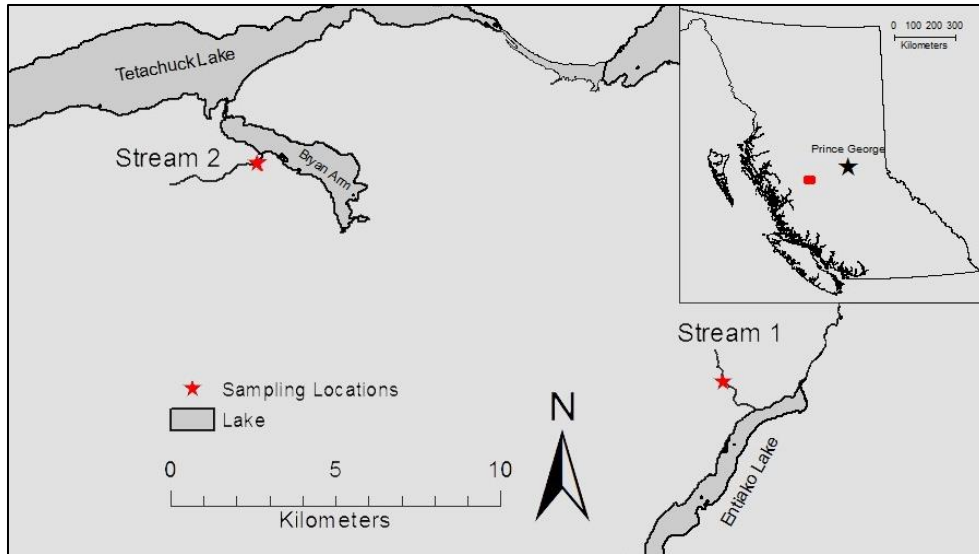 Tetachuck Lake
Stream 2
Bryan Arm
0 100 200 300
Kilometers
Prince George
Stream 1
Sampling Locations
Lake
0 5 10
Kilometers
N
Entiako Lake